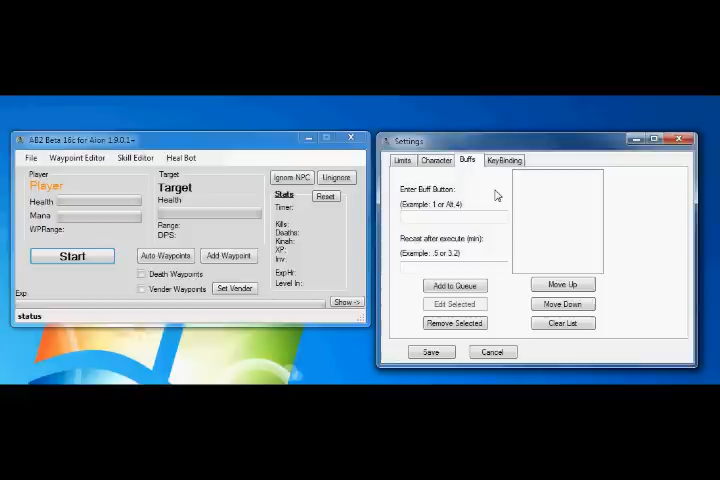 AB2 Beta 16c for Aion 1.9.0.1~
File Waypoint Editor Skill Editor Heal Bot
Player
Player
Health
Mana
WPRange:
Start
Target
Target
Health
Range:
DPS:
Auto Waypoints Add Waypoint
Death Waypoints
Vender Waypoints Set Vender
Ignom NPC Unignore
Stats Reset
Timer:
Kills:
Deaths:
Kinah:
XP:
Inv:
ExpHr:
Level In:
Exp:
Show ->
status
Settings
Limits Character Buffs KeyBinding
Enter Buff Button:
(Example: 1 or Alt,4)
Recast after execute (min):
(Example: .5 or 3.2)
Add to Queue Move Up
Edit Selected Move Down
Remove Selected Clear List
Save Cancel